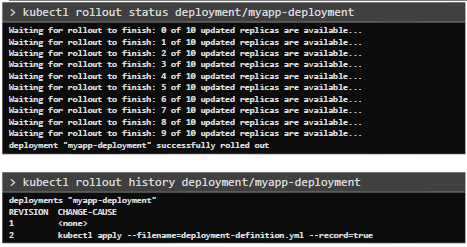 > kubectl rollout status deployment/myapp-deployment
Waiting for rollout to finish: 0 of 10 updated replicas are available...
Waiting for rollout to finish: 1 of 10 updated replicas are available...
Waiting for rollout to finish: 2 of 10 updated replicas are available...
Waiting for rollout to finish: 3 of 10 updated replicas are available...
Waiting for rollout to finish: 4 of 10 updated replicas are available...
Waiting for rollout to finish: 5 of 10 updated replicas are available...
Waiting for rollout to finish: 6 of 10 updated replicas are available...
Waiting for rollout to finish: 7 of 10 updated replicas are available...
Waiting for rollout to finish: 8 of 10 updated replicas are available...
Waiting for rollout to finish: 9 of 10 updated replicas are available...
deployment "myapp-deployment" successfully rolled out
> kubectl rollout history deployment/myapp-deployment
deployments "myapp-deployment"
REVISION CHANGE-CAUSE
1 <none>
2 kubectl apply --filename=deployment-definition.yml --record=true